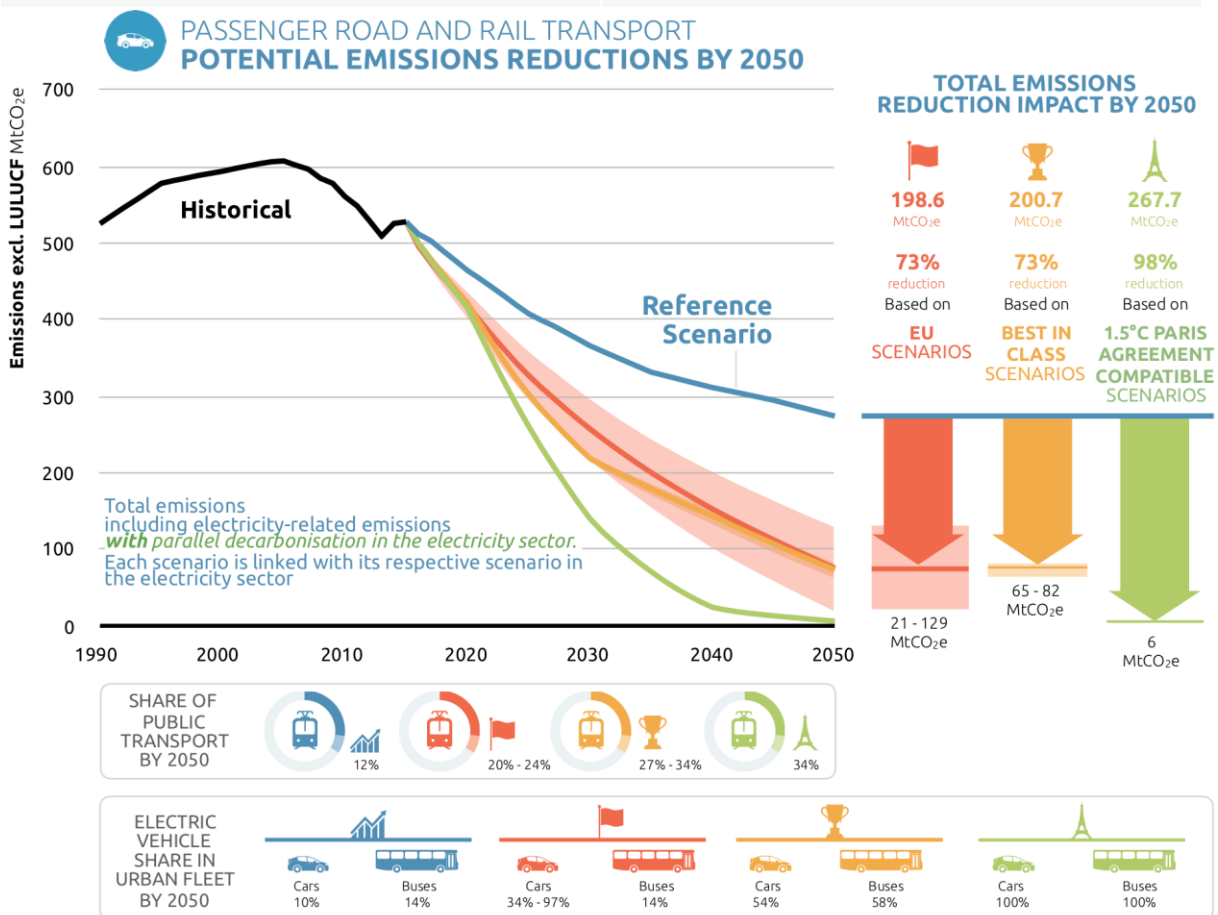 PASSENGER ROAD AND RAIL TRANSPORT
POTENTIAL EMISSIONS REDUCTIONS BY 2050
Emissions excl. LULUCF MtCO₂e
700
600
500
400
300
200
100
0
1990
2000
2010
2020
2030
2040
2050
Historical
Reference
Scenario
Total emissions
including electricity-related emissions
with parallel decarbonisation in the electricity sector.
Each scenario is linked with its respective scenario in
the electricity sector
TOTAL EMISSIONS
REDUCTION IMPACT BY 2050
198.6
MtCO₂e
73%
reduction
Based on
EU
SCENARIOS
21 - 129
MtCO₂e
200.7
MtCO₂e
73%
reduction
Based on
BEST IN
CLASS
SCENARIOS
65 - 82
MtCO₂e
267.7
MtCO₂e
98%
reduction
Based on
1.5°C PARIS
AGREEMENT
COMPATIBLE
SCENARIOS
6
MtCO₂e
SHARE OF
PUBLIC
TRANSPORT
BY 2050
12%
20% - 24%
27% - 34%
34%
ELECTRIC
VEHICLE
SHARE IN
URBAN FLEET
BY 2050
Cars
10%
Buses
14%
Cars
34% - 97%
Buses
14%
Cars
54%
Buses
58%
Cars
100%
Buses
100%